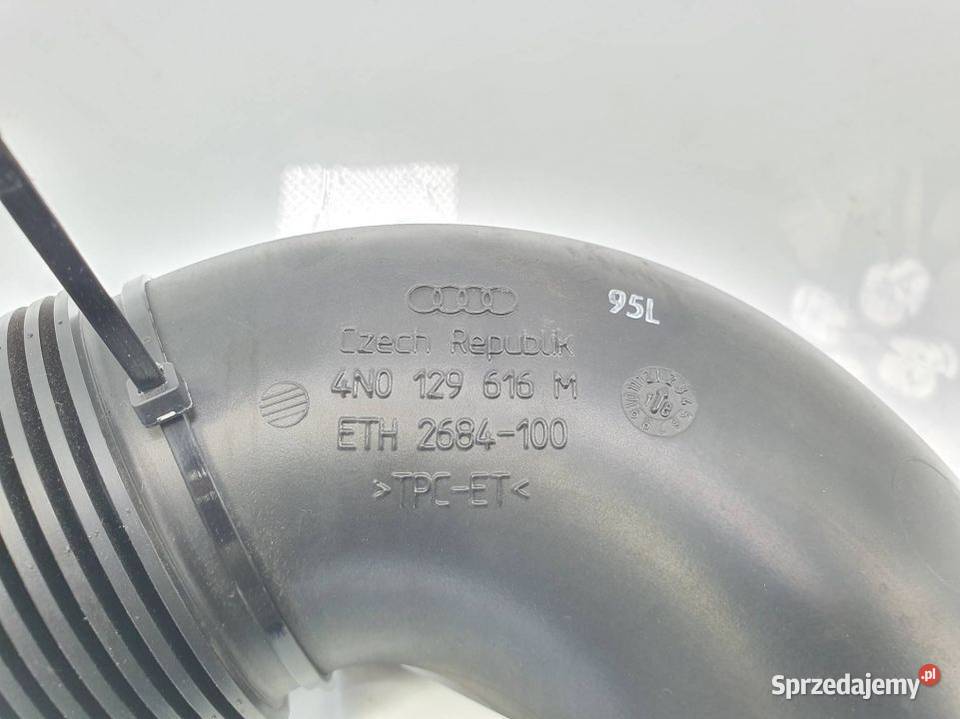 95L
Czech Republik
4N0 129 616 M
ETH 2684-100
>TPC-ET<
Sprzedajemy.pl